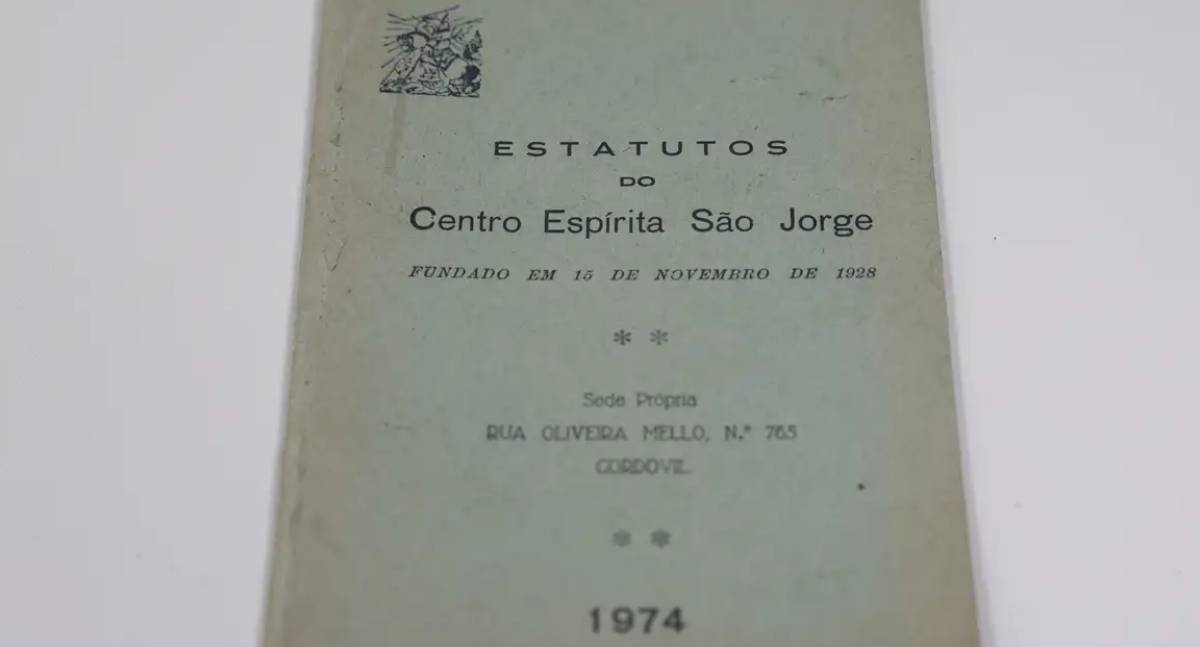 ESTATUTOS
DO
Centro Espírita São Jorge
FUNDADO EM 15 DE NOVEMBRO DE 1928
* *
Sede Própria
RUA OLIVEIRA MELLO, N.º 765
CORDOVIL
* *
1974